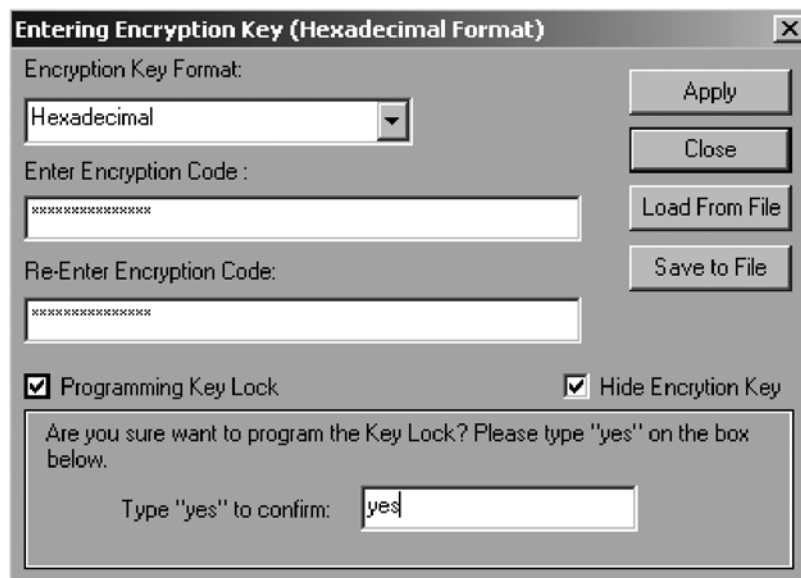 Entering Encryption Key (Hexadecimal Format)
Encryption Key Format:
Hexadecimal
Apply
Close
Enter Encryption Code :
***************
Load From File
Save to File
Re-Enter Encryption Code:
***************
Programming Key Lock
Hide Encrytion Key
Are you sure want to program the Key Lock? Please type "yes" on the box
below.
Type "yes" to confirm:
yes